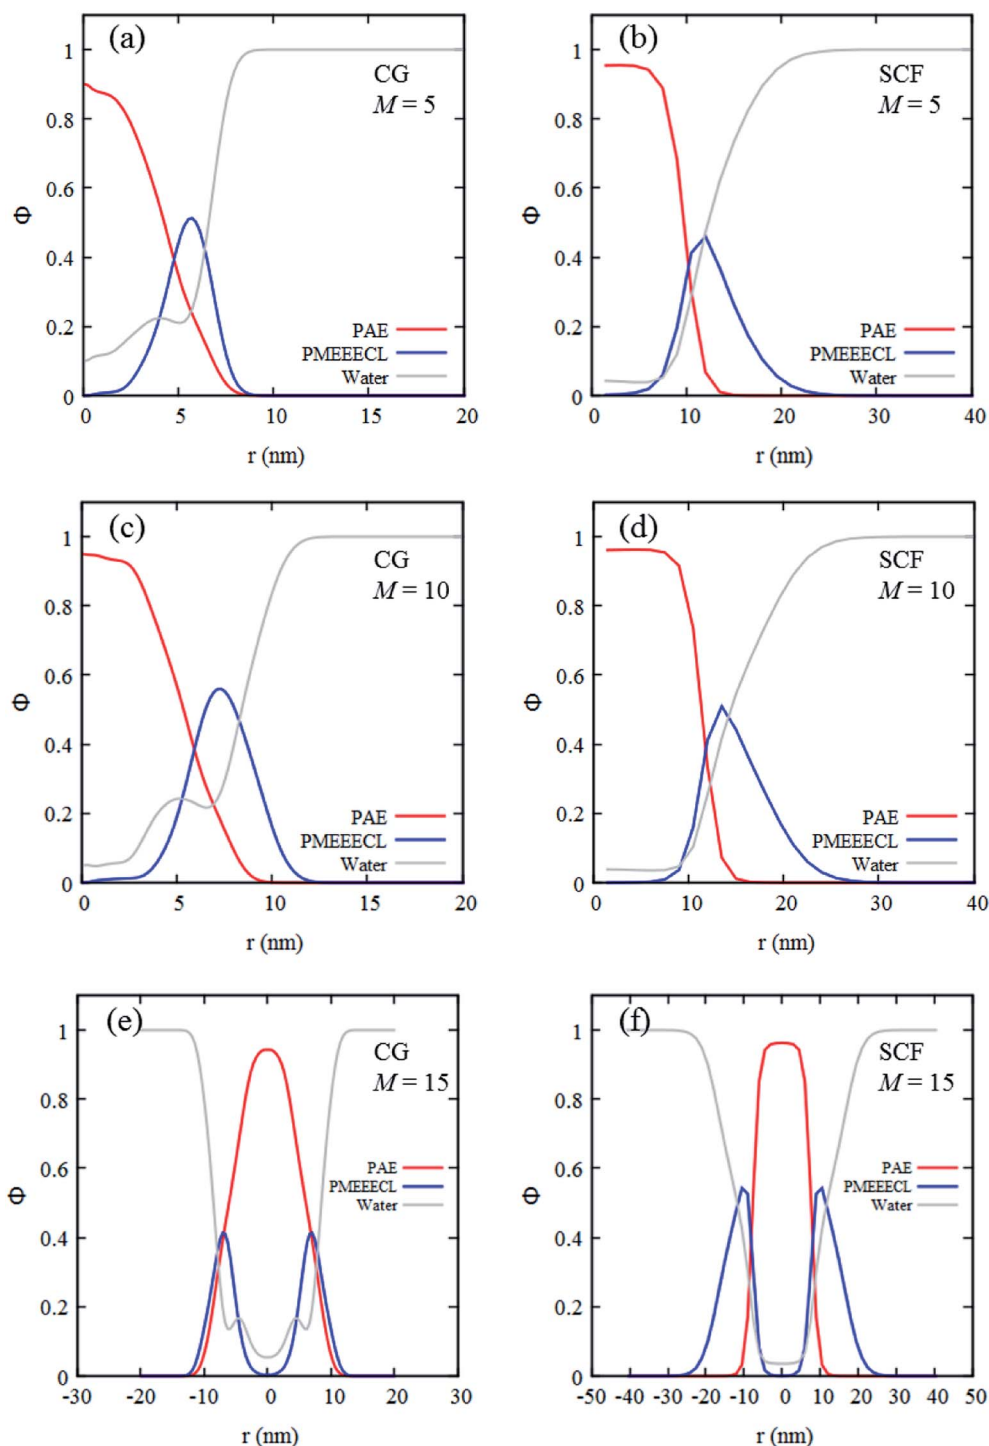 (a)
CG
M = 5
1
0.8
0.6
0.4
0.2
0
Φ
PAE
PMEEECL
Water
0 5 10 15 20
r (nm)
(b)
SCF
M = 5
1
0.8
0.6
0.4
0.2
0
Φ
PAE
PMEEECL
Water
0 10 20 30 40
r (nm)
(c)
CG
M = 10
1
0.8
0.6
0.4
0.2
0
Φ
PAE
PMEEECL
Water
0 5 10 15 20
r (nm)
(d)
SCF
M = 10
1
0.8
0.6
0.4
0.2
0
Φ
PAE
PMEEECL
Water
0 10 20 30 40
r (nm)
(e)
CG
M = 15
1
0.8
0.6
0.4
0.2
0
Φ
PAE
PMEEECL
Water
-30 -20 -10 0 10 20 30
r (nm)
(f)
SCF
M = 15
1
0.8
0.6
0.4
0.2
0
Φ
PAE
PMEEECL
Water
-50 -40 -30 -20 -10 0 10 20 30 40 50
r (nm)